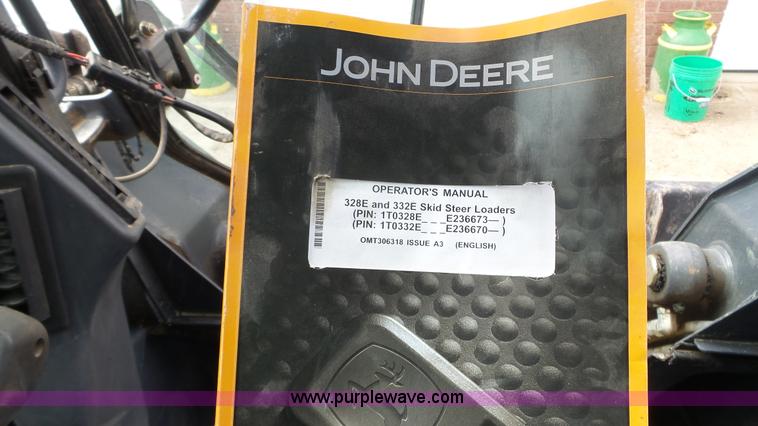 JOHN DEERE
OPERATOR'S MANUAL
328E and 332E Skid Steer Loaders
(PIN: 1T0328E_ _ _E236673— )
(PIN: 1T0332E_ _ _E236670— )
OMT306318 ISSUE A3 (ENGLISH)
www.purplewave.com